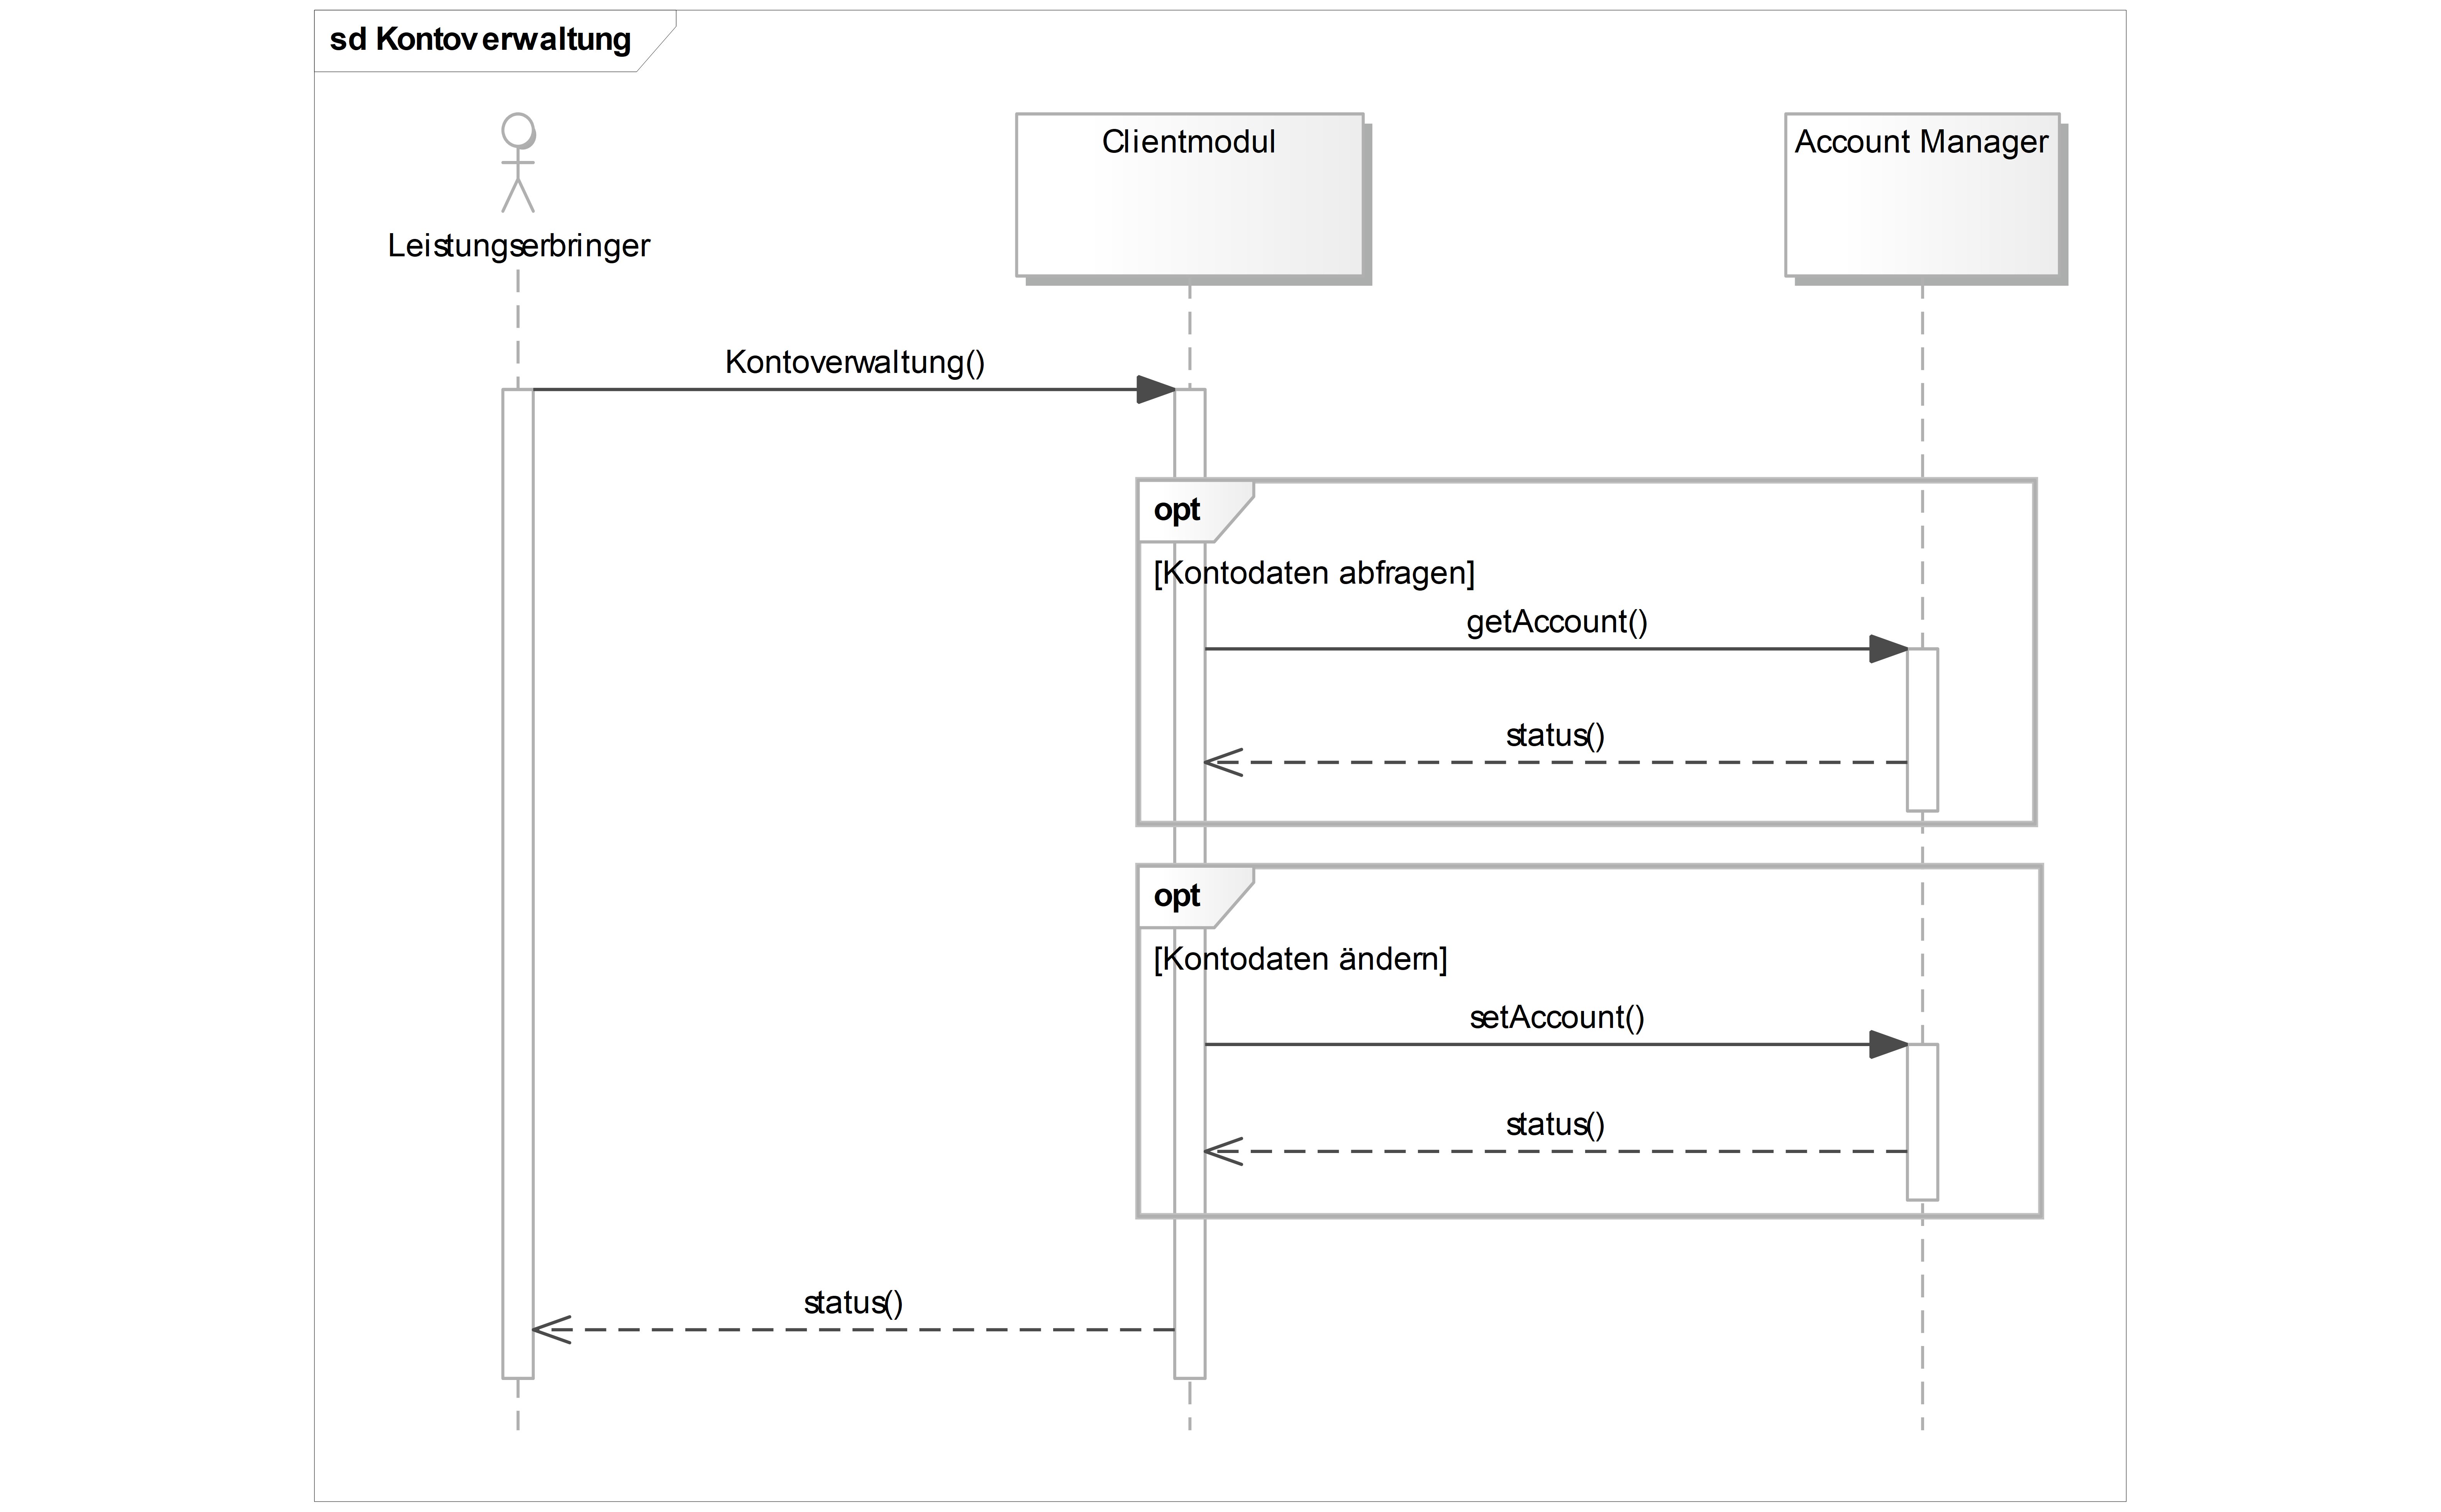 sd Kontoverwaltung
Clientmodul
Account Manager
Leistungserbringer
Kontoverwaltung()
opt
[Kontodaten abfragen]
getAccount()
status()
opt
[Kontodaten ändern]
setAccount()
status()
status()